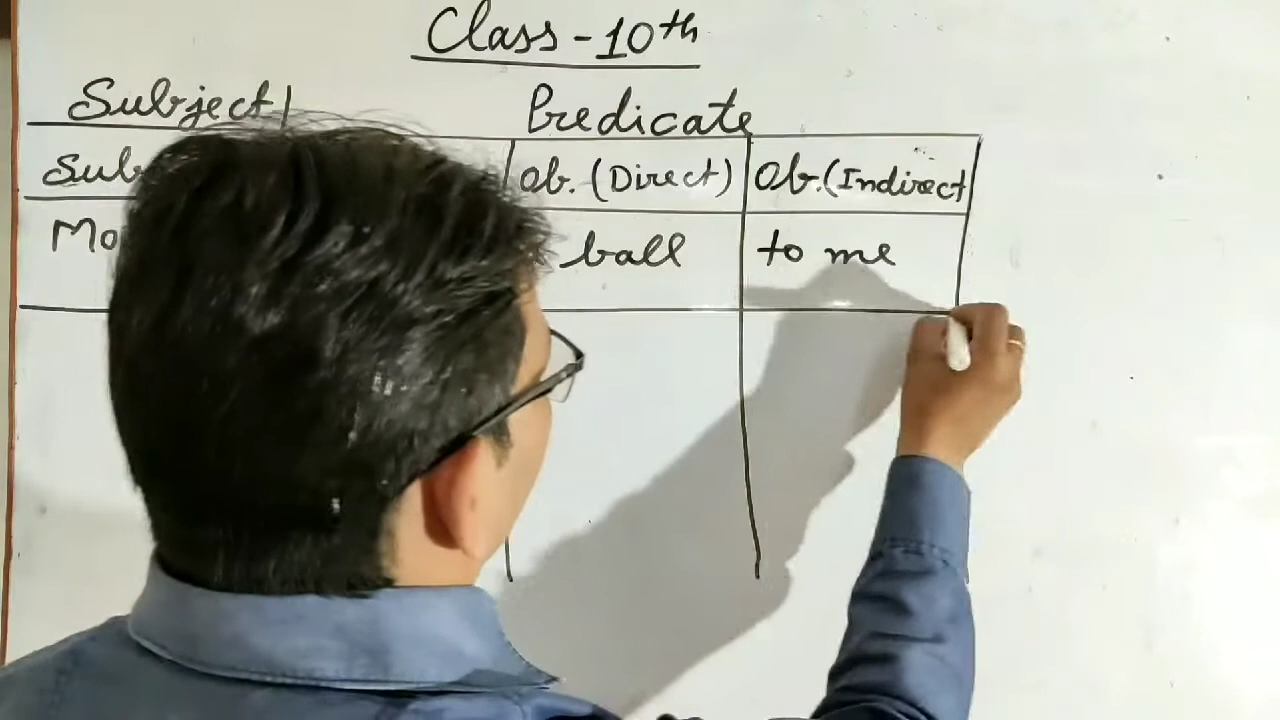 Class - 10th
Subject Predicate
Ob. (Direct) Ob. (Indirect
ball to me